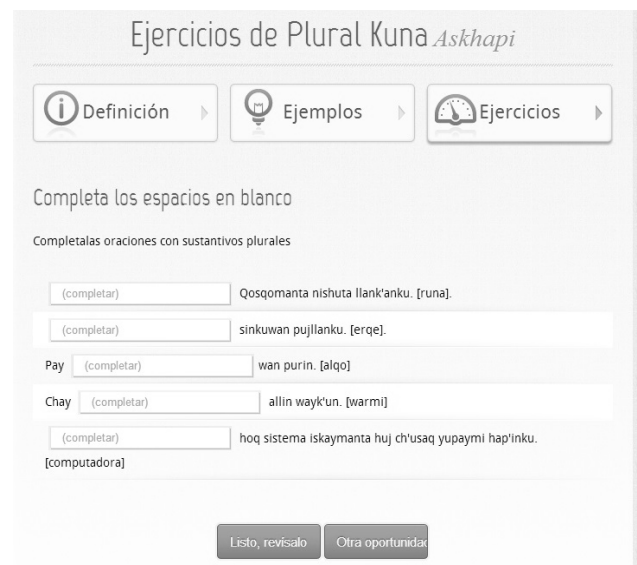 Ejercicios de Plural Kuna Askhapi
Definición
Ejemplos
Ejercicios
Completa los espacios en blanco
Completalas oraciones con sustantivos plurales
(completar) Qosqomanta nishuta llank'anku. [runa].
(completar) sinkuwan pujllanku. [erqe].
Pay (completar) wan purin. [alqo]
Chay (completar) allin wayk'un. [warmi]
(completar) hoq sistema iskaymanta huj ch'usaq yupaymi hap'inku.
[computadora]
Listo, revísalo
Otra oportunidad